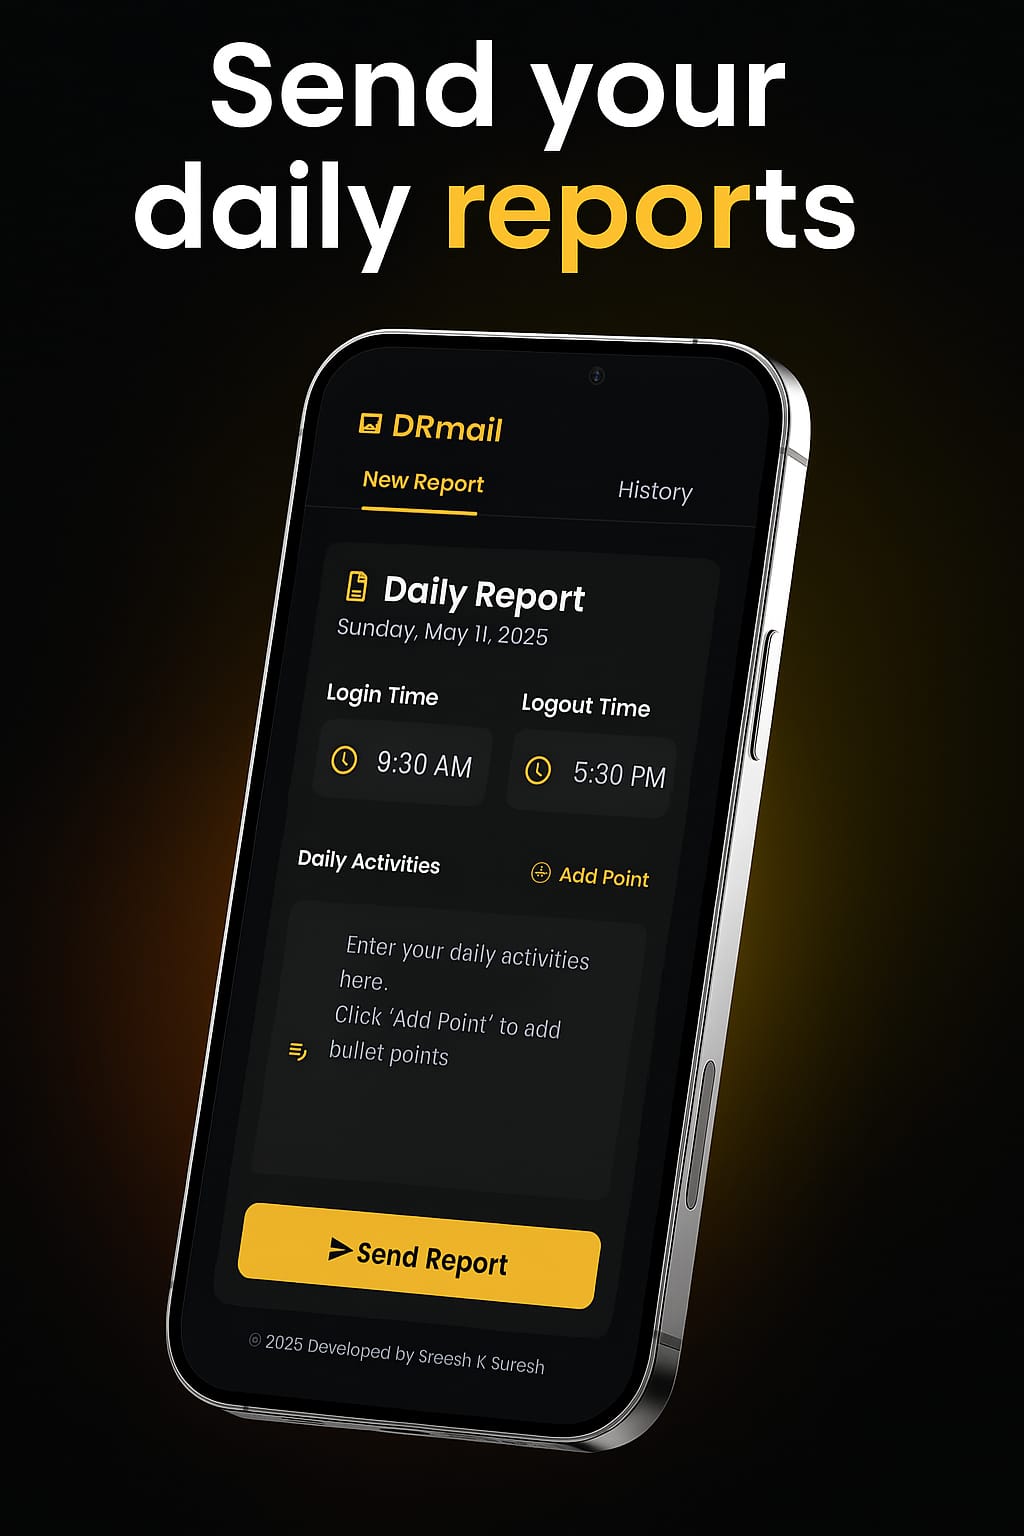 Send your
daily reports
DRmail
New Report
History
Daily Report
Sunday, May 11, 2025
Login Time
Logout Time
9:30 AM
5:30 PM
Daily Activities
Add Point
Enter your daily activities
here.
Click ‘Add Point’ to add
bullet points
Send Report
© 2025 Developed by Sreesh K Suresh